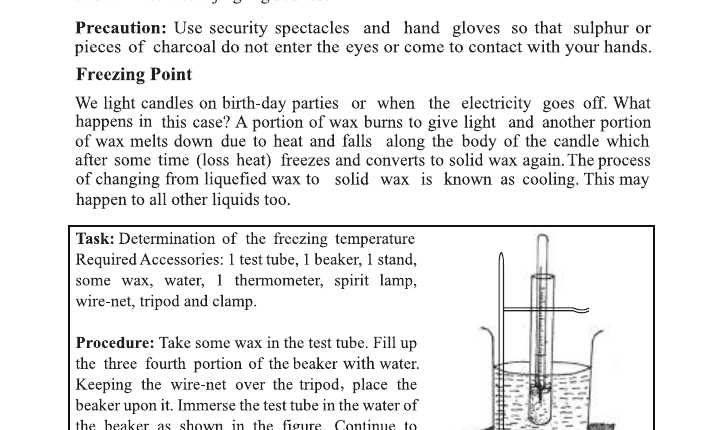 Precaution: Use security spectacles and hand gloves so that sulphur or
pieces of charcoal do not enter the eyes or come to contact with your hands.
Freezing Point
We light candles on birth-day parties or when the electricity goes off. What
happens in this case? A portion of wax burns to give light and another portion
of wax melts down due to heat and falls along the body of the candle which
after some time (loss heat) freezes and converts to solid wax again. The process
of changing from liquefied wax to solid wax is known as cooling. This may
happen to all other liquids too.
Task: Determination of the freezing temperature
Required Accessories: 1 test tube, 1 beaker, 1 stand,
some wax, water, 1 thermometer, spirit lamp,
wire-net, tripod and clamp.
Procedure: Take some wax in the test tube. Fill up
the three fourth portion of the beaker with water.
Keeping the wire-net over the tripod, place the
beaker upon it. Immerse the test tube in the water of
the beaker as shown in the figure. Continue to